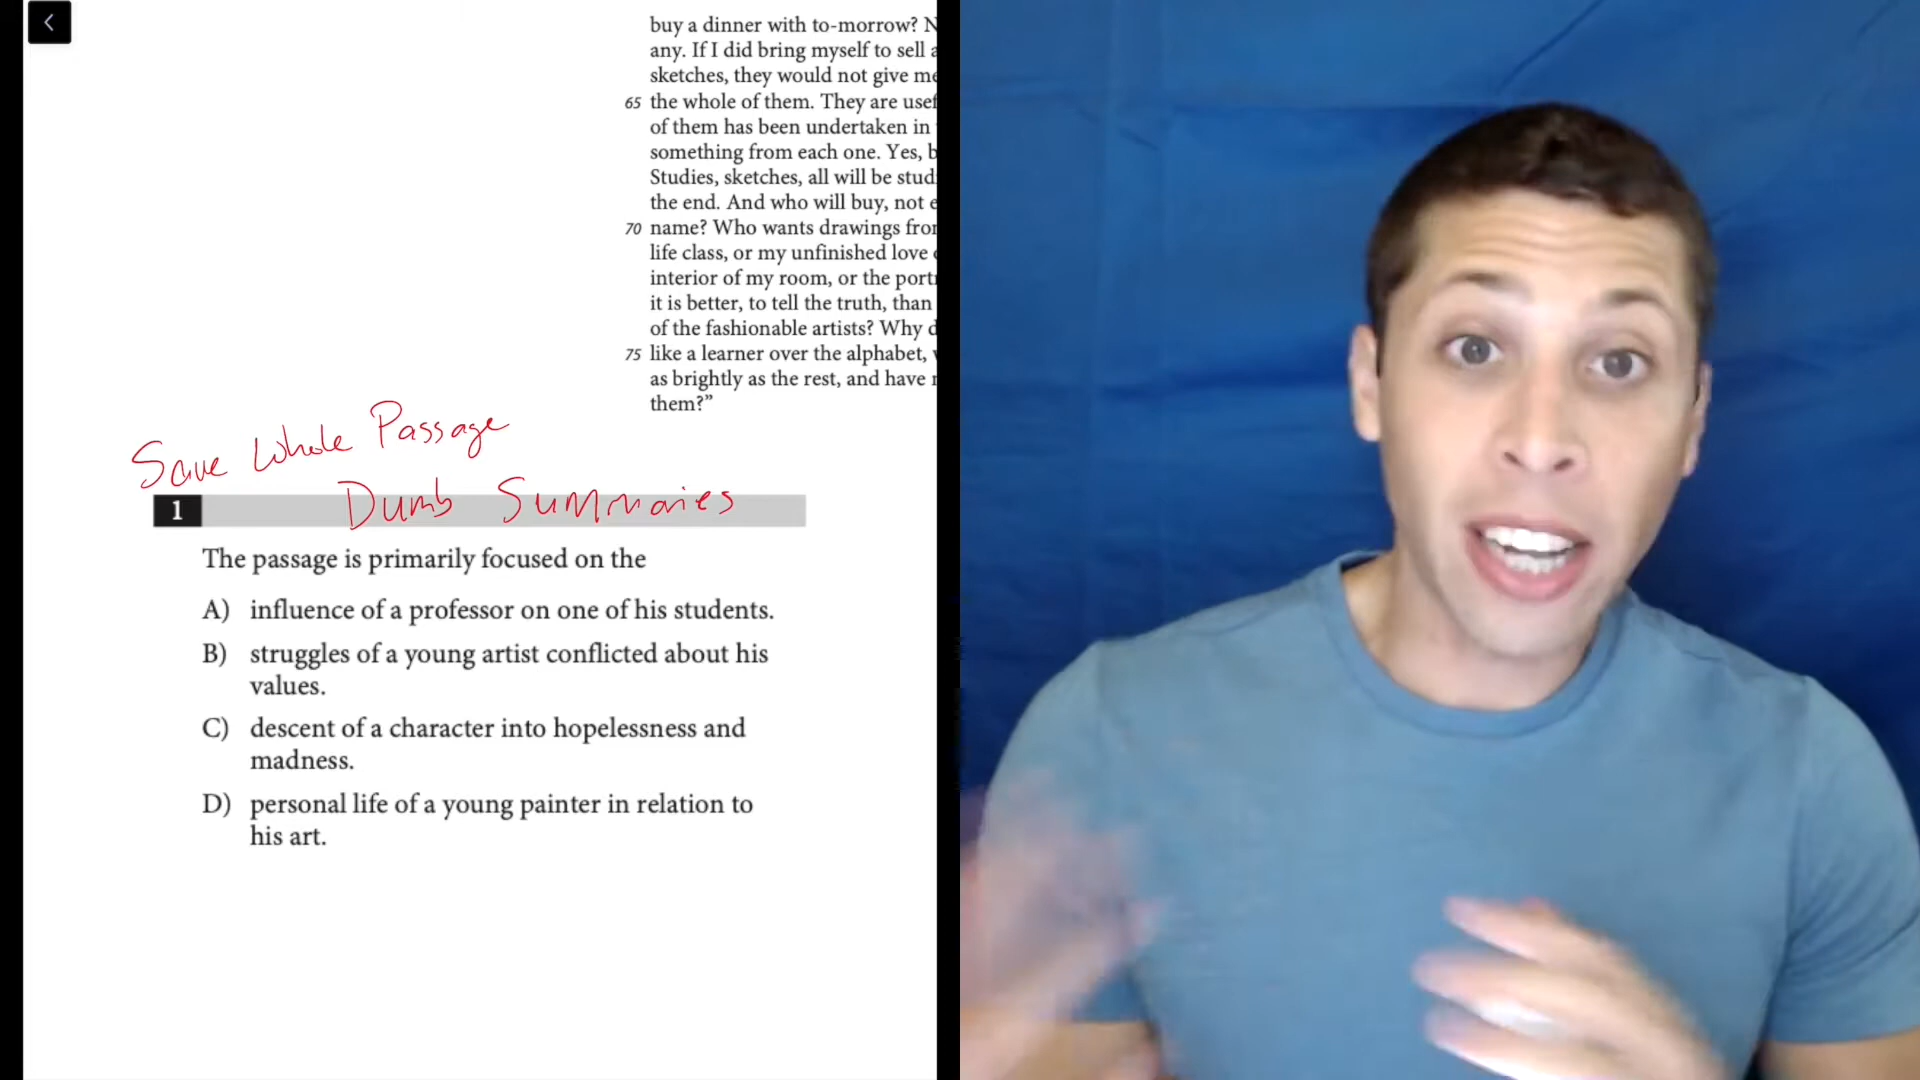 buy a dinner with to-morrow? N
any. If I did bring myself to sell a
sketches, they would not give me
65 the whole of them. They are usef
of them has been undertaken in
something from each one. Yes, b
Studies, sketches, all will be stud
the end. And who will buy, not e
70 name? Who wants drawings from
life class, or my unfinished love
interior of my room, or the portr
it is better, to tell the truth, than
of the fashionable artists? Why d
75 like a learner over the alphabet,
as brightly as the rest, and have
them?”
Save Whole Passage
Dumb Summaries
1
The passage is primarily focused on the
A) influence of a professor on one of his students.
B) struggles of a young artist conflicted about his
values.
C) descent of a character into hopelessness and
madness.
D) personal life of a young painter in relation to
his art.